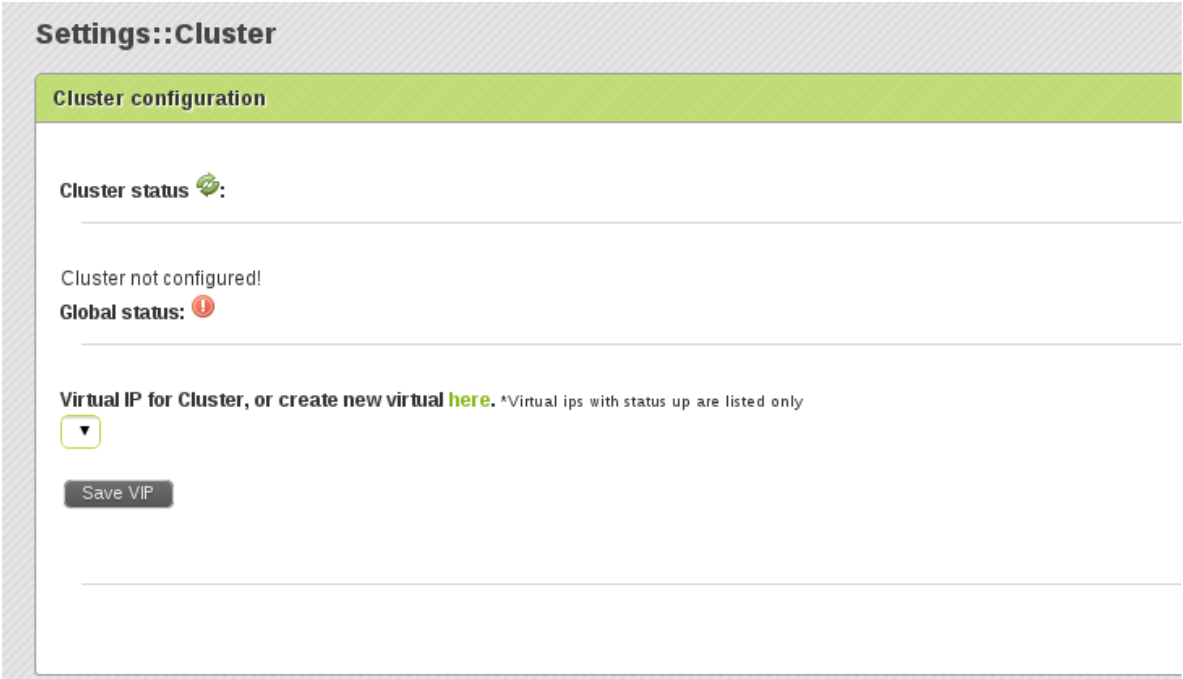 Settings::Cluster
Cluster configuration
Cluster status :
Cluster not configured!
Global status:
Virtual IP for Cluster, or create new virtual here. *Virtual ips with status up are listed only
Save VIP